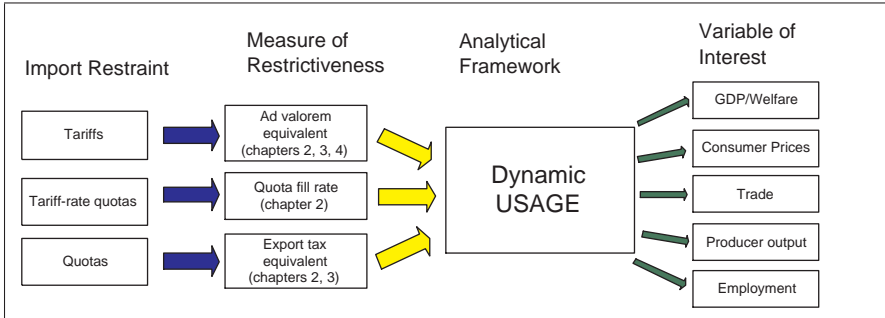 Import Restraint
Measure of
Restrictiveness
Analytical
Framework
Variable of
Interest
Tariffs
Ad valorem
equivalent
(chapters 2, 3, 4)
Tariff-rate quotas
Quota fill rate
(chapter 2)
Quotas
Export tax
equivalent
(chapters 2, 3)
Dynamic
USAGE
GDP/Welfare
Consumer Prices
Trade
Producer output
Employment